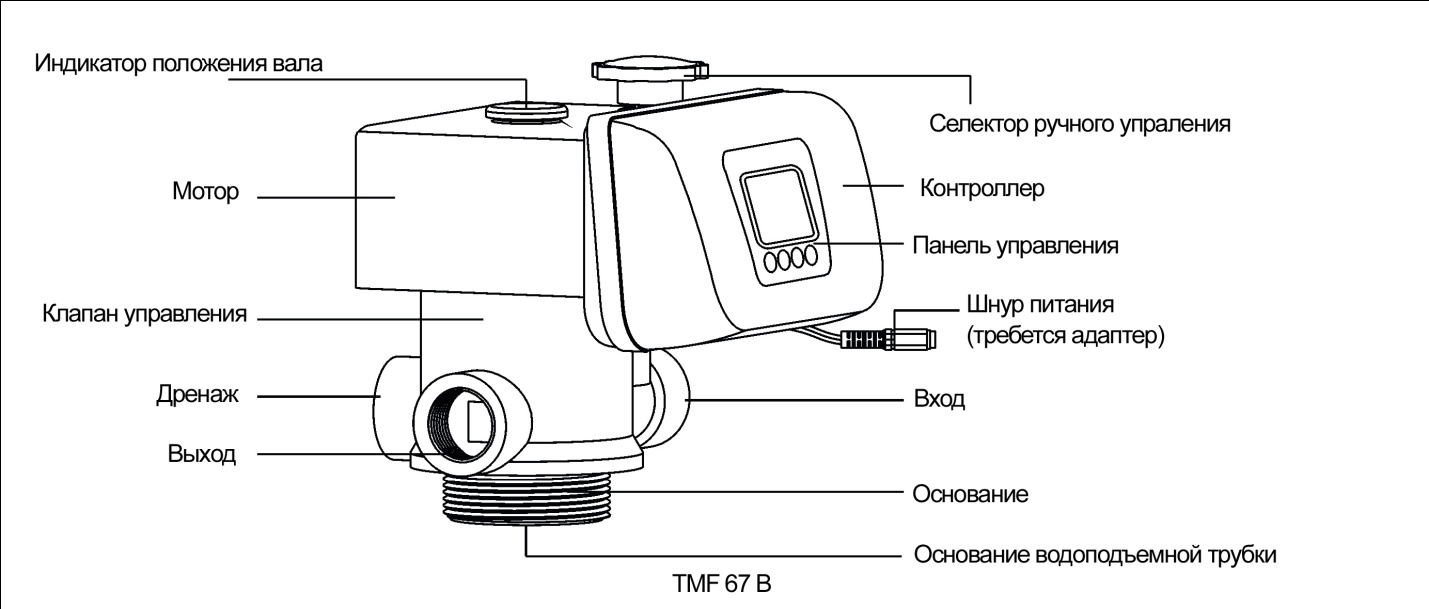 Индикатор положения вала
Селектор ручного упраления
Мотор
Контроллер
Панель управления
Клапан управления
Шнур питания
(требется адаптер)
Дренаж
Вход
Выход
Основание
Основание водоподъемной трубки
TMF 67 B